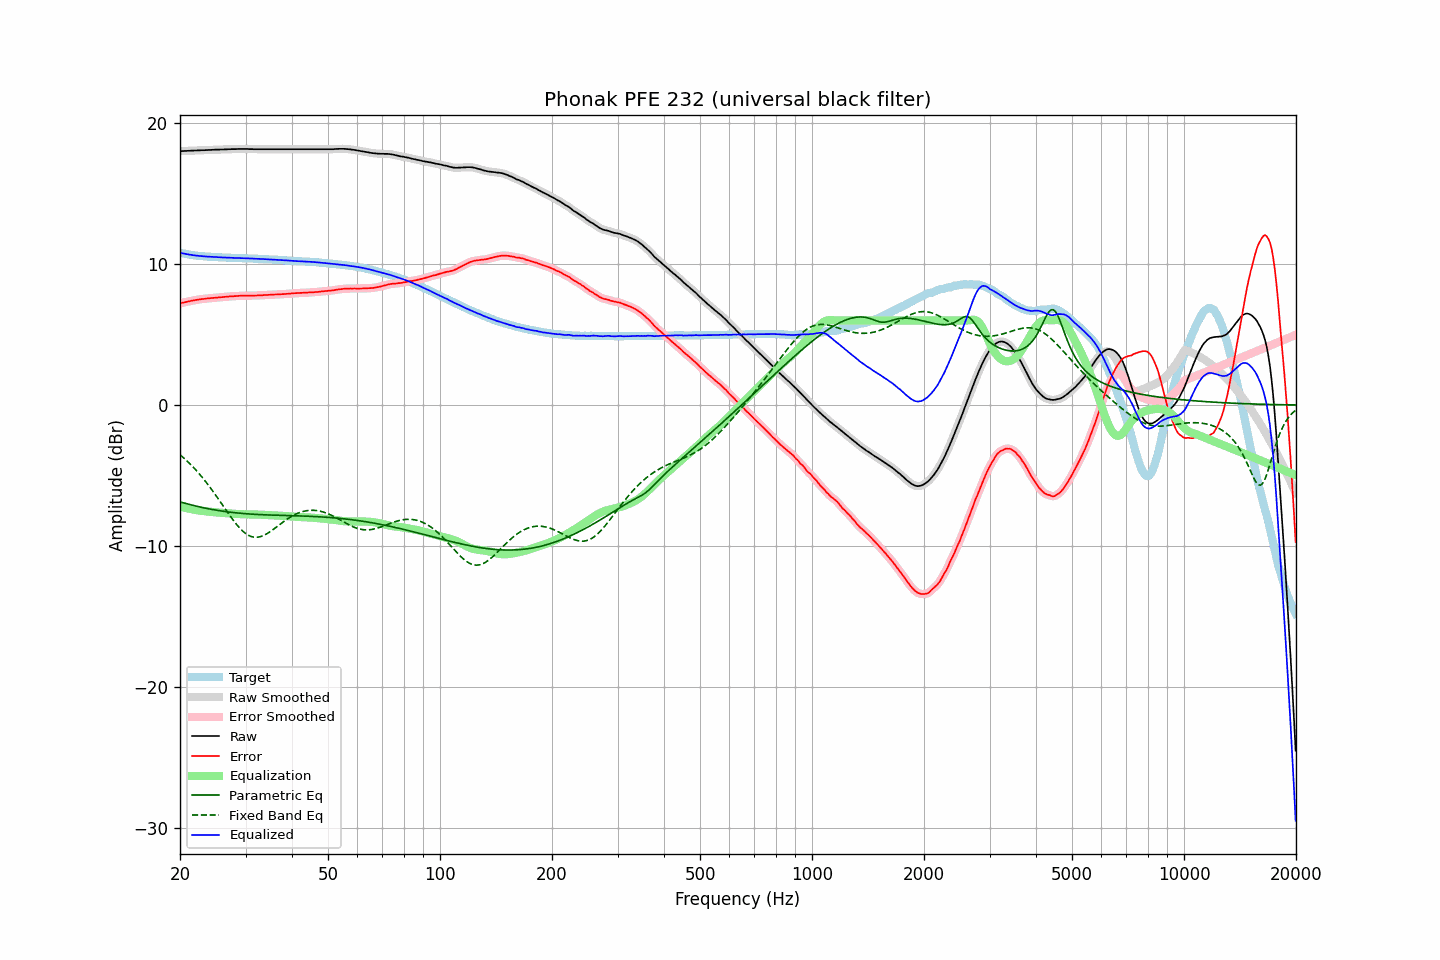 Phonak PFE 232 (universal black filter)
20
10
0
−10
−20
−30
Amplitude (dBr)
Target
Raw Smoothed
Error Smoothed
Raw
Error
Equalization
Parametric Eq
Fixed Band Eq
Equalized
20 50 100 200 500 1000 2000 5000 10000 20000
Frequency (Hz)